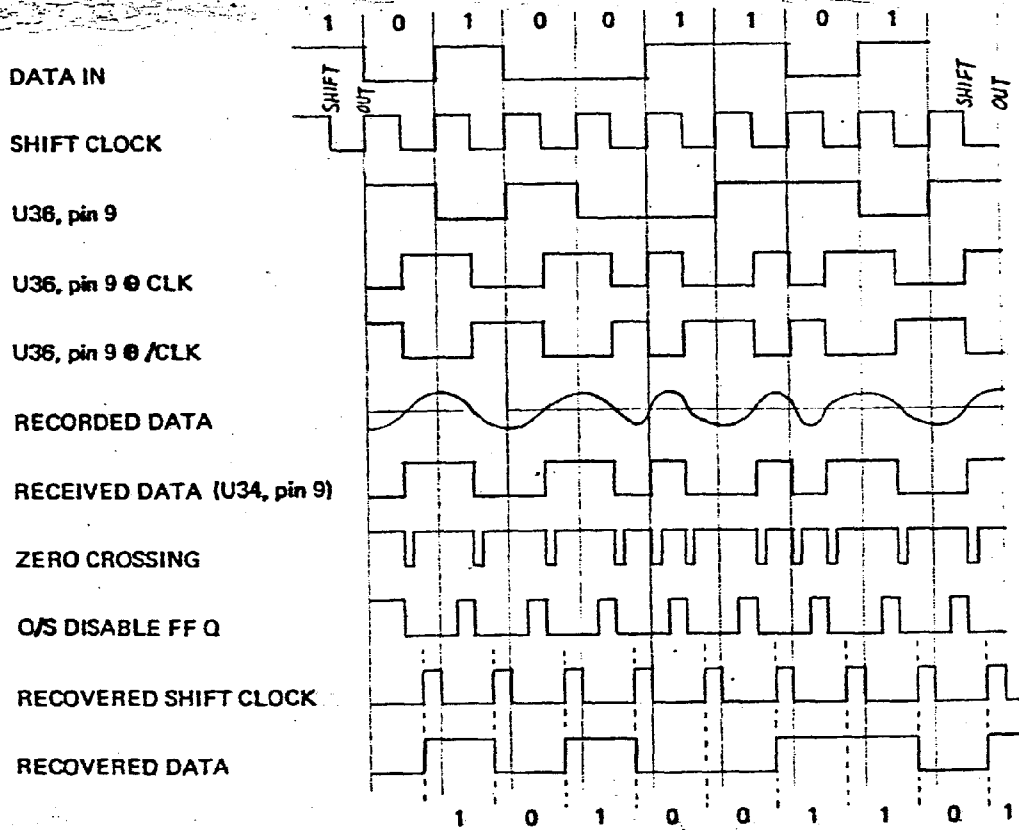 1 0 1 0 0 1 1 0 1
DATA IN
SHIFT OUT
SHIFT OUT
SHIFT CLOCK
U36, pin 9
U36, pin 9 ⊕ CLK
U36, pin 9 ⊕ /CLK
RECORDED DATA
RECEIVED DATA (U34, pin 9)
ZERO CROSSING
O/S DISABLE FF Q
RECOVERED SHIFT CLOCK
RECOVERED DATA
1 0 1 0 0 1 1 0 1